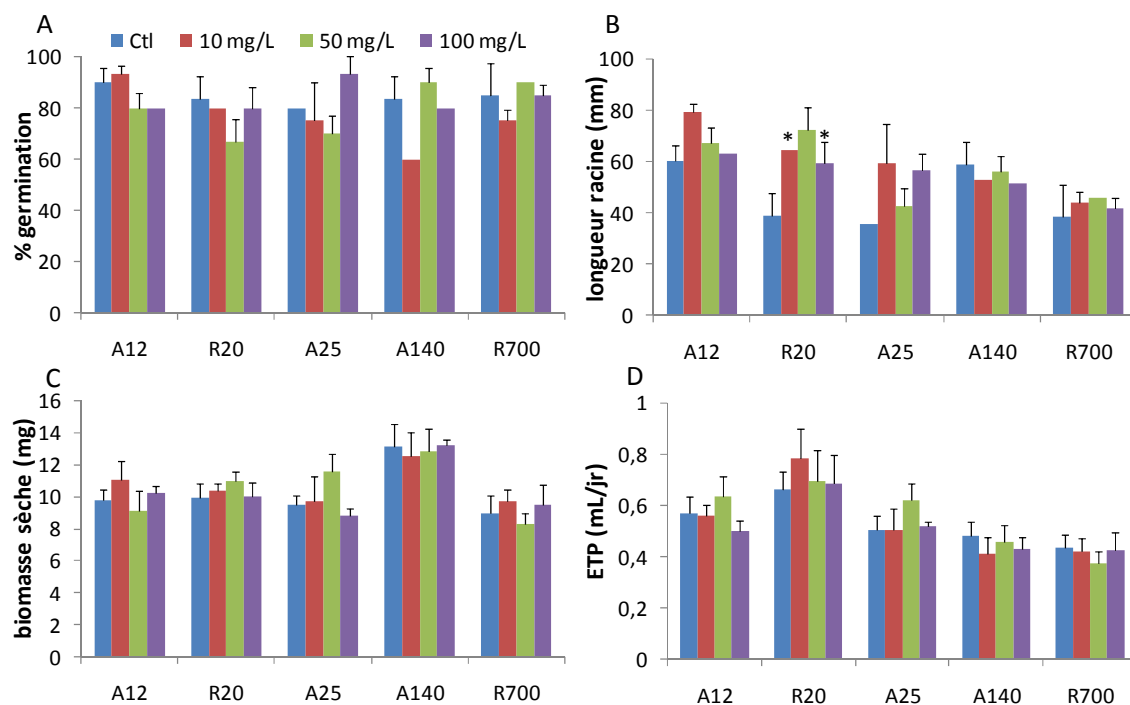 A
Ctl 10 mg/L 50 mg/L 100 mg/L
100
80
60
40
20
0
% germination
A12 R20 A25 A140 R700
B
100
80
60
40
20
0
longueur racine (mm)
* *
A12 R20 A25 A140 R700
C
16
14
12
10
8
6
4
2
0
biomasse sèche (mg)
A12 R20 A25 A140 R700
D
1
0,8
0,6
0,4
0,2
0
ETP (mL/jr)
A12 R20 A25 A140 R700